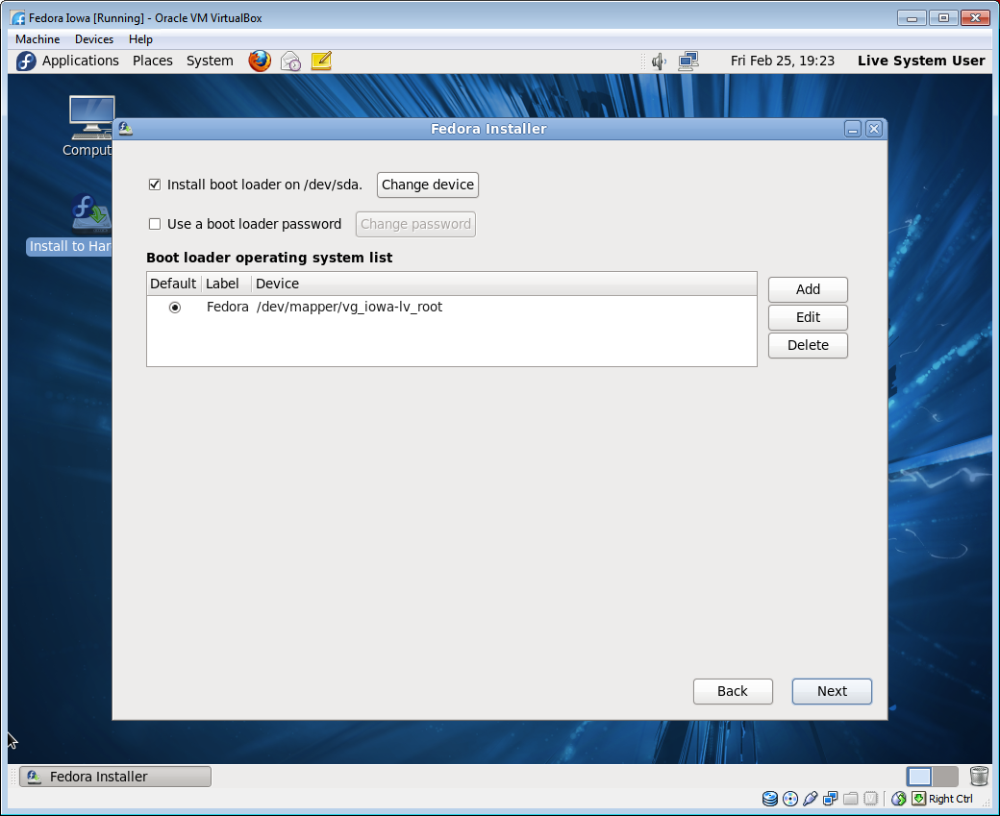 Fedora Iowa [Running] - Oracle VM VirtualBox
Machine Devices Help
Applications Places System Fri Feb 25, 19:23 Live System User
Fedora Installer
Comput
Install to Har
Install boot loader on /dev/sda. Change device
Use a boot loader password Change password
Boot loader operating system list
Default Label Device
Fedora /dev/mapper/vg_iowa-lv_root
Add
Edit
Delete
Back Next
Fedora Installer
Right Ctrl